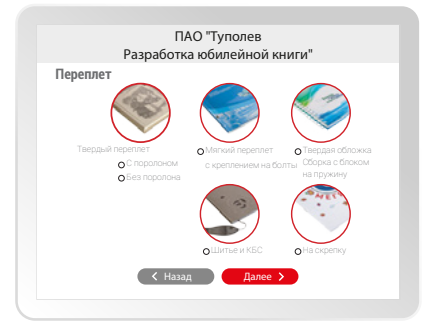 ПАО "Туполев
Разработка юбилейной книги"
Переплет
Твердый переплет
С поролоном
Без поролона
Мягкий переплет
с креплением на болты
Твердая обложка
Сборка с блоком
на пружину
Шитье и КБС
На скрепку
Назад
Далее